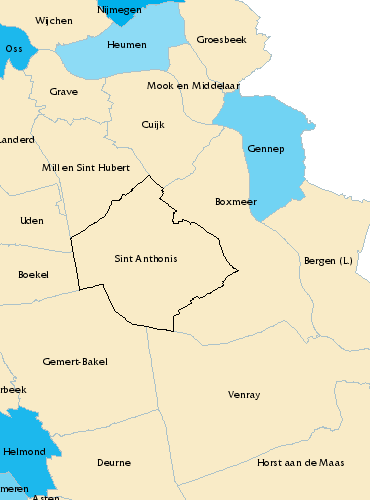 Nijmegen
Wijchen
Groesbeek
Heumen
Oss
Mook en Middelaar
Grave
Cuijk
Landerd
Gennep
Mill en Sint Hubert
Boxmeer
Uden
Sint Anthonis
Bergen (L.)
Boekel
Gemert-Bakel
rbeek
Venray
Helmond
Deurne
Horst aan de Maas
meren
Asten